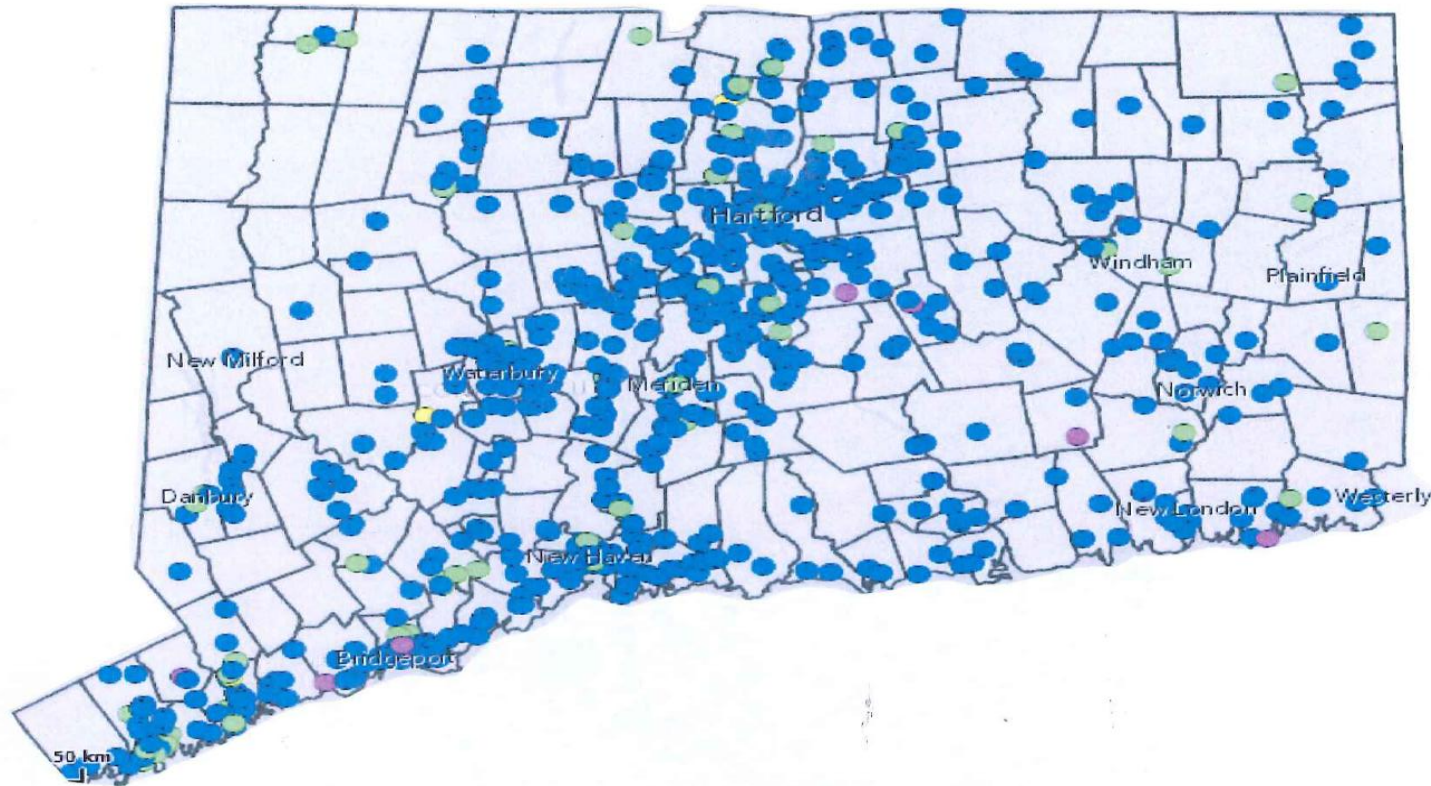 Hartford
Windham
Plainfield
New Milford
Waterbury
Meriden
Norwich
Danbury
New London
Westerly
New Haven
Bridgeport
50 km